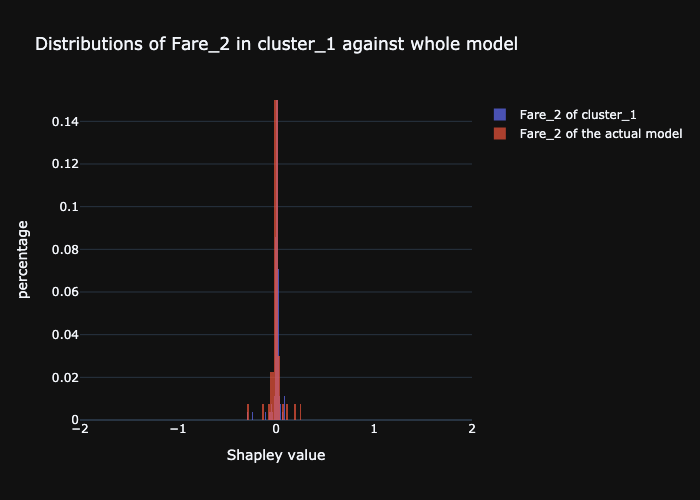 Distributions of Fare_2 in cluster_1 against whole model
Fare_2 of cluster_1
Fare_2 of the actual model
0.14
0.12
0.1
0.08
0.06
0.04
0.02
0
percentage
−2
−1
0
1
2
Shapley value